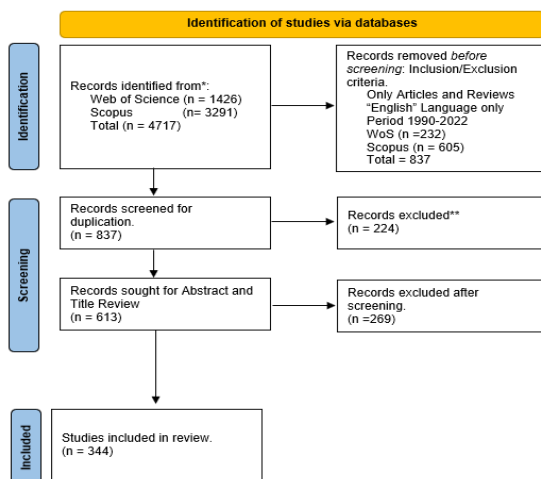 Identification of studies via databases
Identification
Records identified from*:
Web of Science (n = 1426)
Scopus (n= 3291)
Total (n = 4717)
Records removed before
screening: Inclusion/Exclusion
criteria.
Only Articles and Reviews
“English” Language only
Period 1990-2022
WoS (n =232)
Scopus (n = 605)
Total = 837
Screening
Records screened for
duplication.
(n = 837)
Records excluded**
(n = 224)
Records sought for Abstract and
Title Review
(n = 613)
Records excluded after
screening.
(n =269)
Included
Studies included in review.
(n = 344)